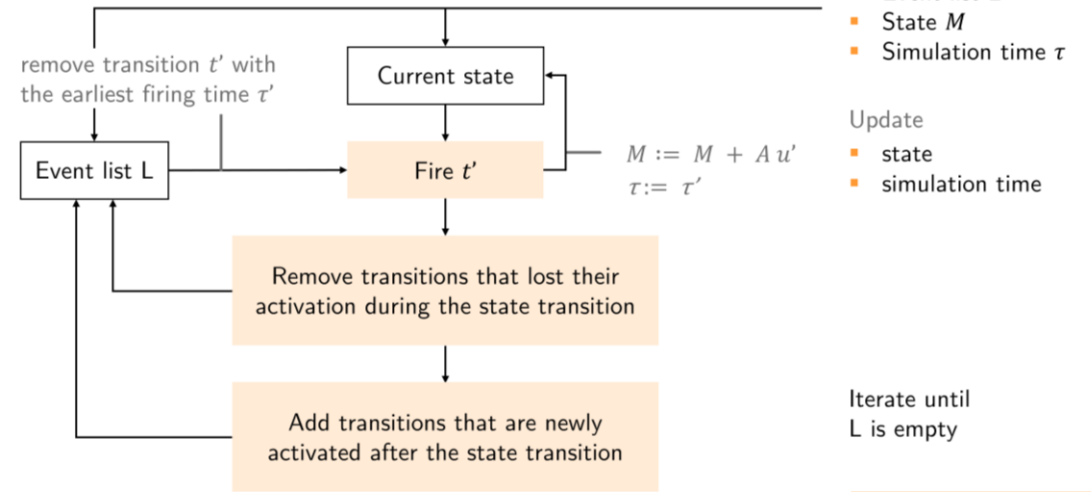 State M
Simulation time τ
remove transition t' with
the earliest firing time τ'
Current state
Update
Event list L
Fire t'
M := M + A u'
τ:= τ'
state
simulation time
Remove transitions that lost their
activation during the state transition
Add transitions that are newly
activated after the state transition
Iterate until
L is empty